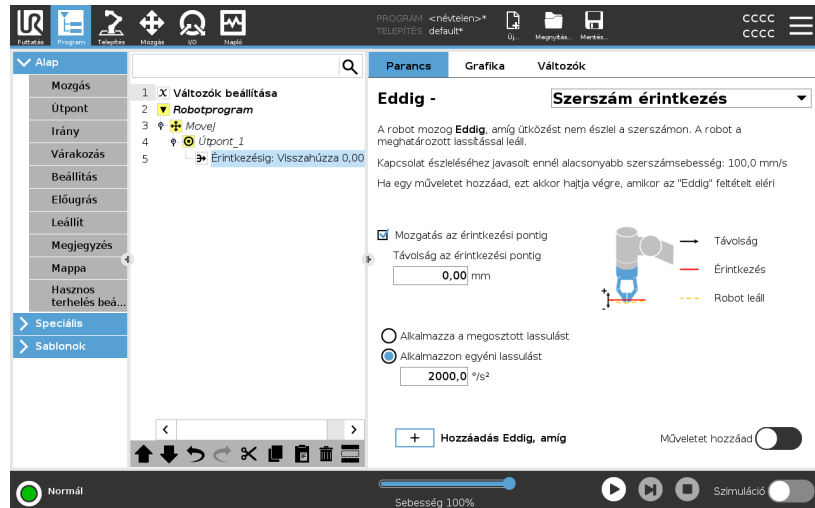 UR
Futtatás
Program
Telepítés
Mozgás
I/O
Napló
PROGRAM <névtelen>*
TELEPÍTÉS default*
Új...
Megnyitás...
Mentés...
cccc
cccc
Alap
Mozgás
Útpont
Irány
Várakozás
Beállítás
Előugrás
Leállít
Megjegyzés
Mappa
Hasznos
terhelés beá...
Speciális
Sablonok
1 x Változók beállítása
2 Robotprogram
3 MoveJ
4 Útpont_1
5 Érintkezésig: Visszahúzza 0,00
Parancs
Grafika
Változók
Eddig -
Szerszám érintkezés
A robot mozog Eddig, amíg ütközést nem észlel a szerszámon. A robot a
meghatározott lassítással leáll.
Kapcsolat észleléséhez javasolt ennél alacsonyabb szerszámsebesség: 100,0 mm/s
Ha egy műveletet hozzáad, ezt akkor hajtja végre, amikor az "Eddig" feltételt eléri
Mozgatás az érintkezési pontig
Távolság az érintkezési pontig
0,00 mm
+
-
Távolság
Érintkezés
Robot leáll
Alkalmazza a megosztott lassulást
Alkalmazzon egyéni lassulást
2000,0 °/s²
+ Hozzáadás Eddig, amíg
Műveletet hozzáad
Normál
Sebesség 100%
Szimuláció